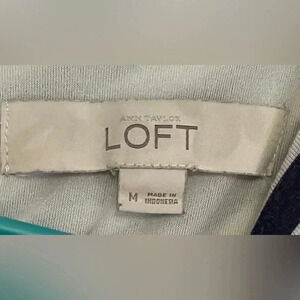 ANN TAYLOR
LOFT
M
MADE IN
INDONESIA